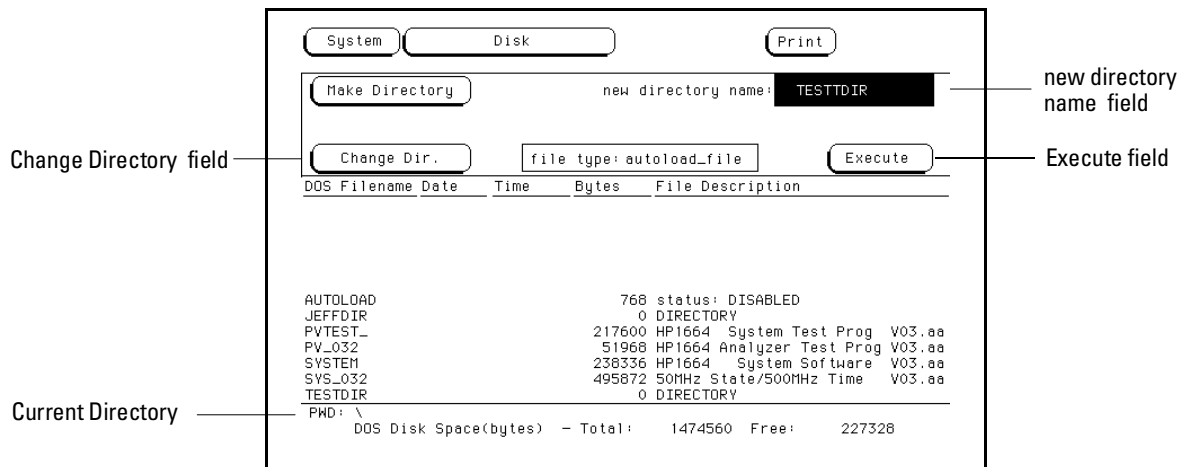 System Disk Print
Make Directory new directory name: TESTTDIR
new directory
name field
Change Directory field
Change Dir. file type: autoload_file Execute
Execute field
DOS Filename Date Time Bytes File Description
AUTOLOAD 768 status: DISABLED
JEFFDIR 0 DIRECTORY
PVTEST_ 217600 HP1664 System Test Prog V03.aa
PV_032 51968 HP1664 Analyzer Test Prog V03.aa
SYSTEM 238336 HP1664 System Software V03.aa
SYS_032 495872 50MHz State/500MHz Time V03.aa
TESTDIR 0 DIRECTORY
Current Directory
PWD: \
DOS Disk Space(bytes) - Total: 1474560 Free: 227328